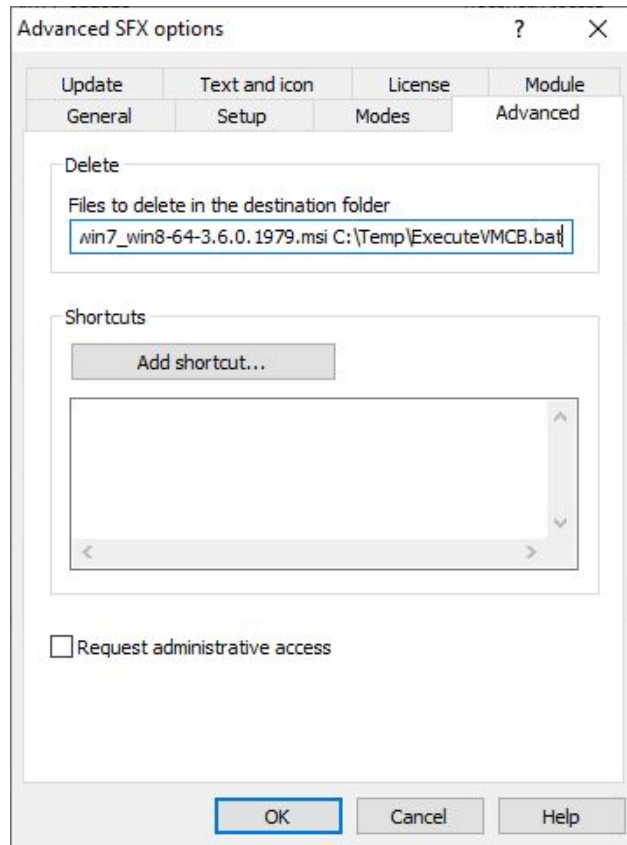 Advanced SFX options ? ×
Update Text and icon License Module
General Setup Modes Advanced
Delete
Files to delete in the destination folder
win7_win8-64-3.6.0.1979.msi C:\Temp\ExecuteVMCB.bat
Shortcuts
Add shortcut...
Request administrative access
OK Cancel Help